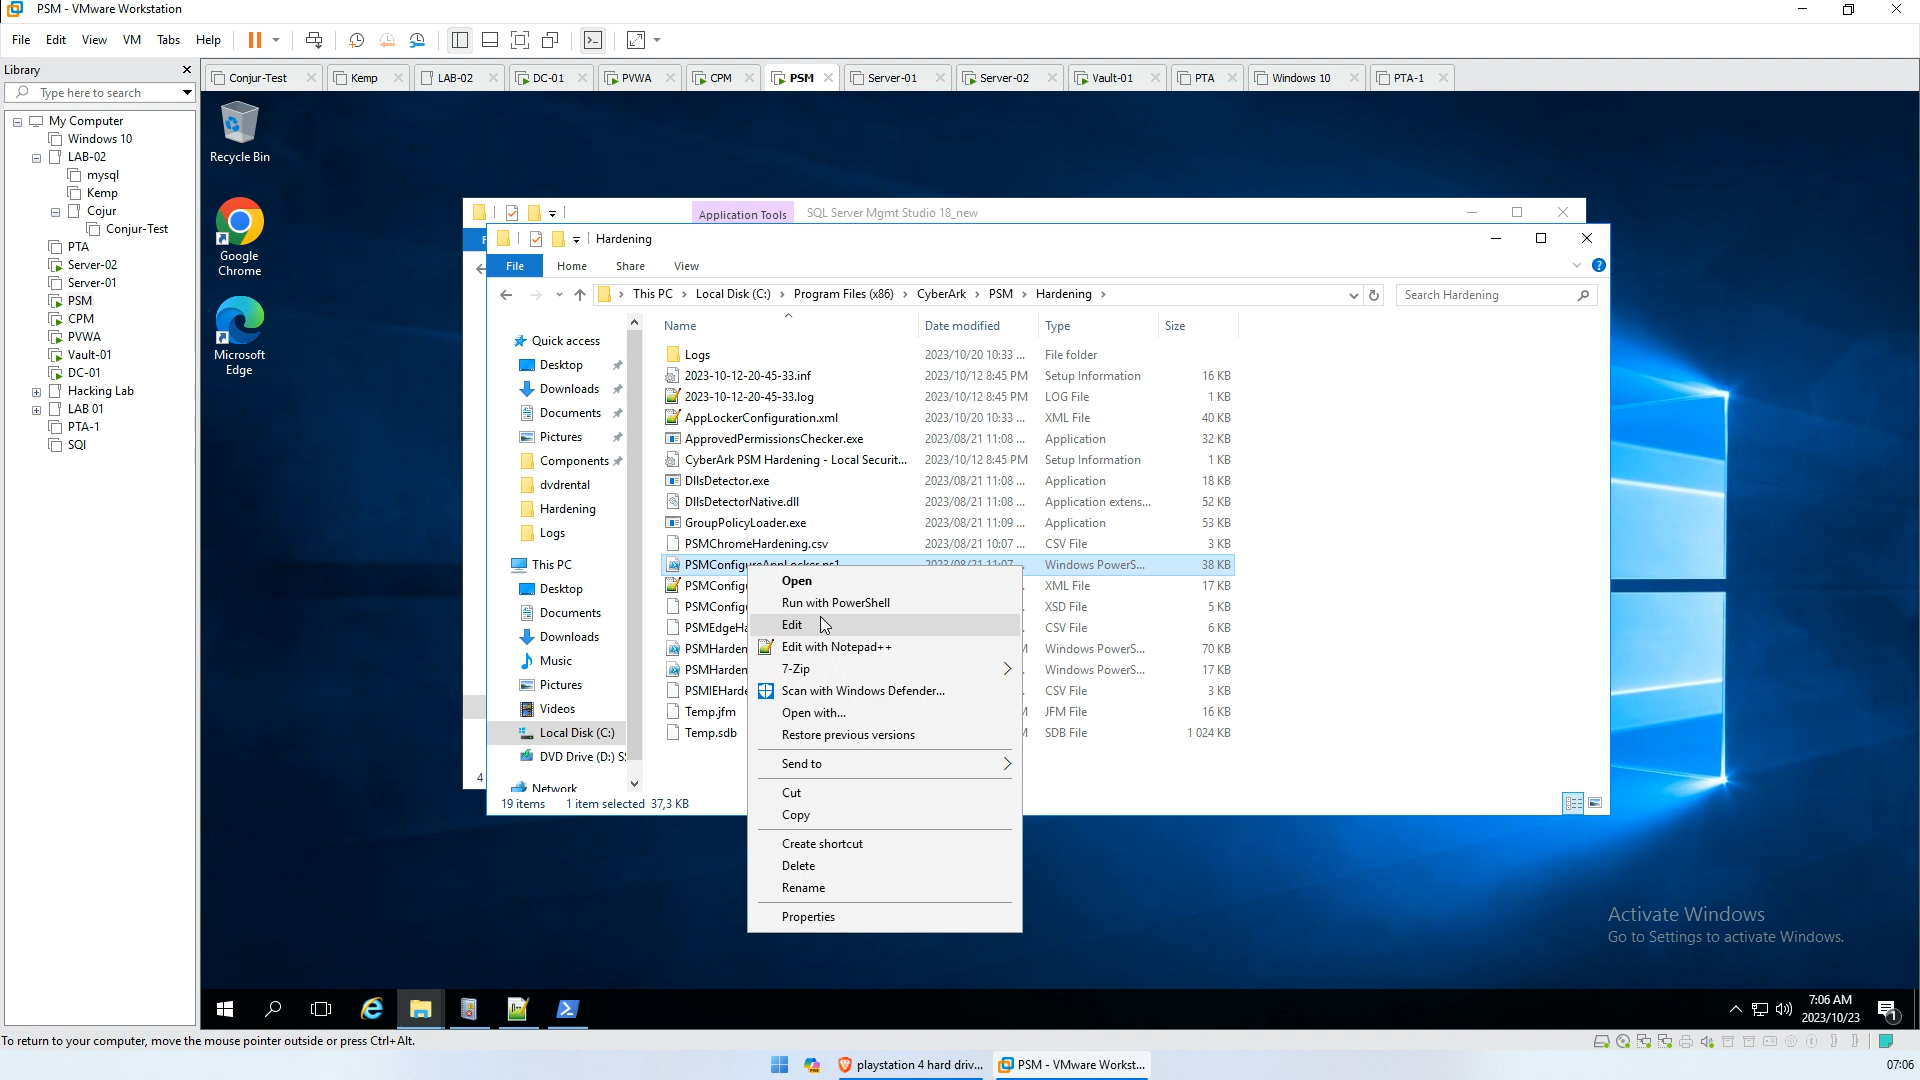 PSM - VMware Workstation
File Edit View VM Tabs Help
Library
Type here to search
My Computer
Windows 10
LAB-02
mysql
Kemp
Cojur
Conjur-Test
PTA
Server-02
Server-01
PSM
CPM
PVWA
Vault-01
DC-01
Hacking Lab
LAB 01
PTA-1
SQl
Conjur-Test Kemp LAB-02 DC-01 PVWA CPM PSM Server-01 Server-02 Vault-01 PTA Windows 10 PTA-1
Recycle Bin
Google Chrome
Microsoft Edge
Application Tools SQL Server Mgmt Studio 18_new
F
4
Hardening
File Home Share View
This PC Local Disk (C:) Program Files (x86) CyberArk PSM Hardening
Search Hardening
Quick access
Desktop
Downloads
Documents
Pictures
Components
dvdrental
Hardening
Logs
This PC
Desktop
Documents
Downloads
Music
Pictures
Videos
Local Disk (C:)
DVD Drive (D:) S
Network
Name Date modified Type Size
Logs 2023/10/20 10:33 ... File folder
2023-10-12-20-45-33.inf 2023/10/12 8:45 PM Setup Information 16 KB
2023-10-12-20-45-33.log 2023/10/12 8:45 PM LOG File 1 KB
AppLockerConfiguration.xml 2023/10/20 10:33 ... XML File 40 KB
ApprovedPermissionsChecker.exe 2023/08/21 11:08 ... Application 32 KB
CyberArk PSM Hardening - Local Securit... 2023/10/12 8:45 PM Setup Information 1 KB
DllsDetector.exe 2023/08/21 11:08 ... Application 18 KB
DllsDetectorNative.dll 2023/08/21 11:08 ... Application extens... 52 KB
GroupPolicyLoader.exe 2023/08/21 11:09 ... Application 53 KB
PSMChromeHardening.csv 2023/08/21 10:07 ... CSV File 3 KB
PSMConfigureAppLocker.ps1 2023/08/21 11:07 Windows PowerS... 38 KB
PSMConfigu XML File 17 KB
PSMConfigu XSD File 5 KB
PSMEdgeHa CSV File 6 KB
PSMHarden Windows PowerS... 70 KB
PSMHarden Windows PowerS... 17 KB
PSMIEHarde CSV File 3 KB
Temp.jfm JFM File 16 KB
Temp.sdb SDB File 1 024 KB
19 items 1 item selected 37,3 KB
Open
Run with PowerShell
Edit
Edit with Notepad++
7-Zip
Scan with Windows Defender...
Open with...
Restore previous versions
Send to
Cut
Copy
Create shortcut
Delete
Rename
Properties
Activate Windows
Go to Settings to activate Windows.
7:06 AM
2023/10/23
1
To return to your computer, move the mouse pointer outside or press Ctrl+Alt.
playstation 4 hard driv...
PSM - VMware Workst...
07:06